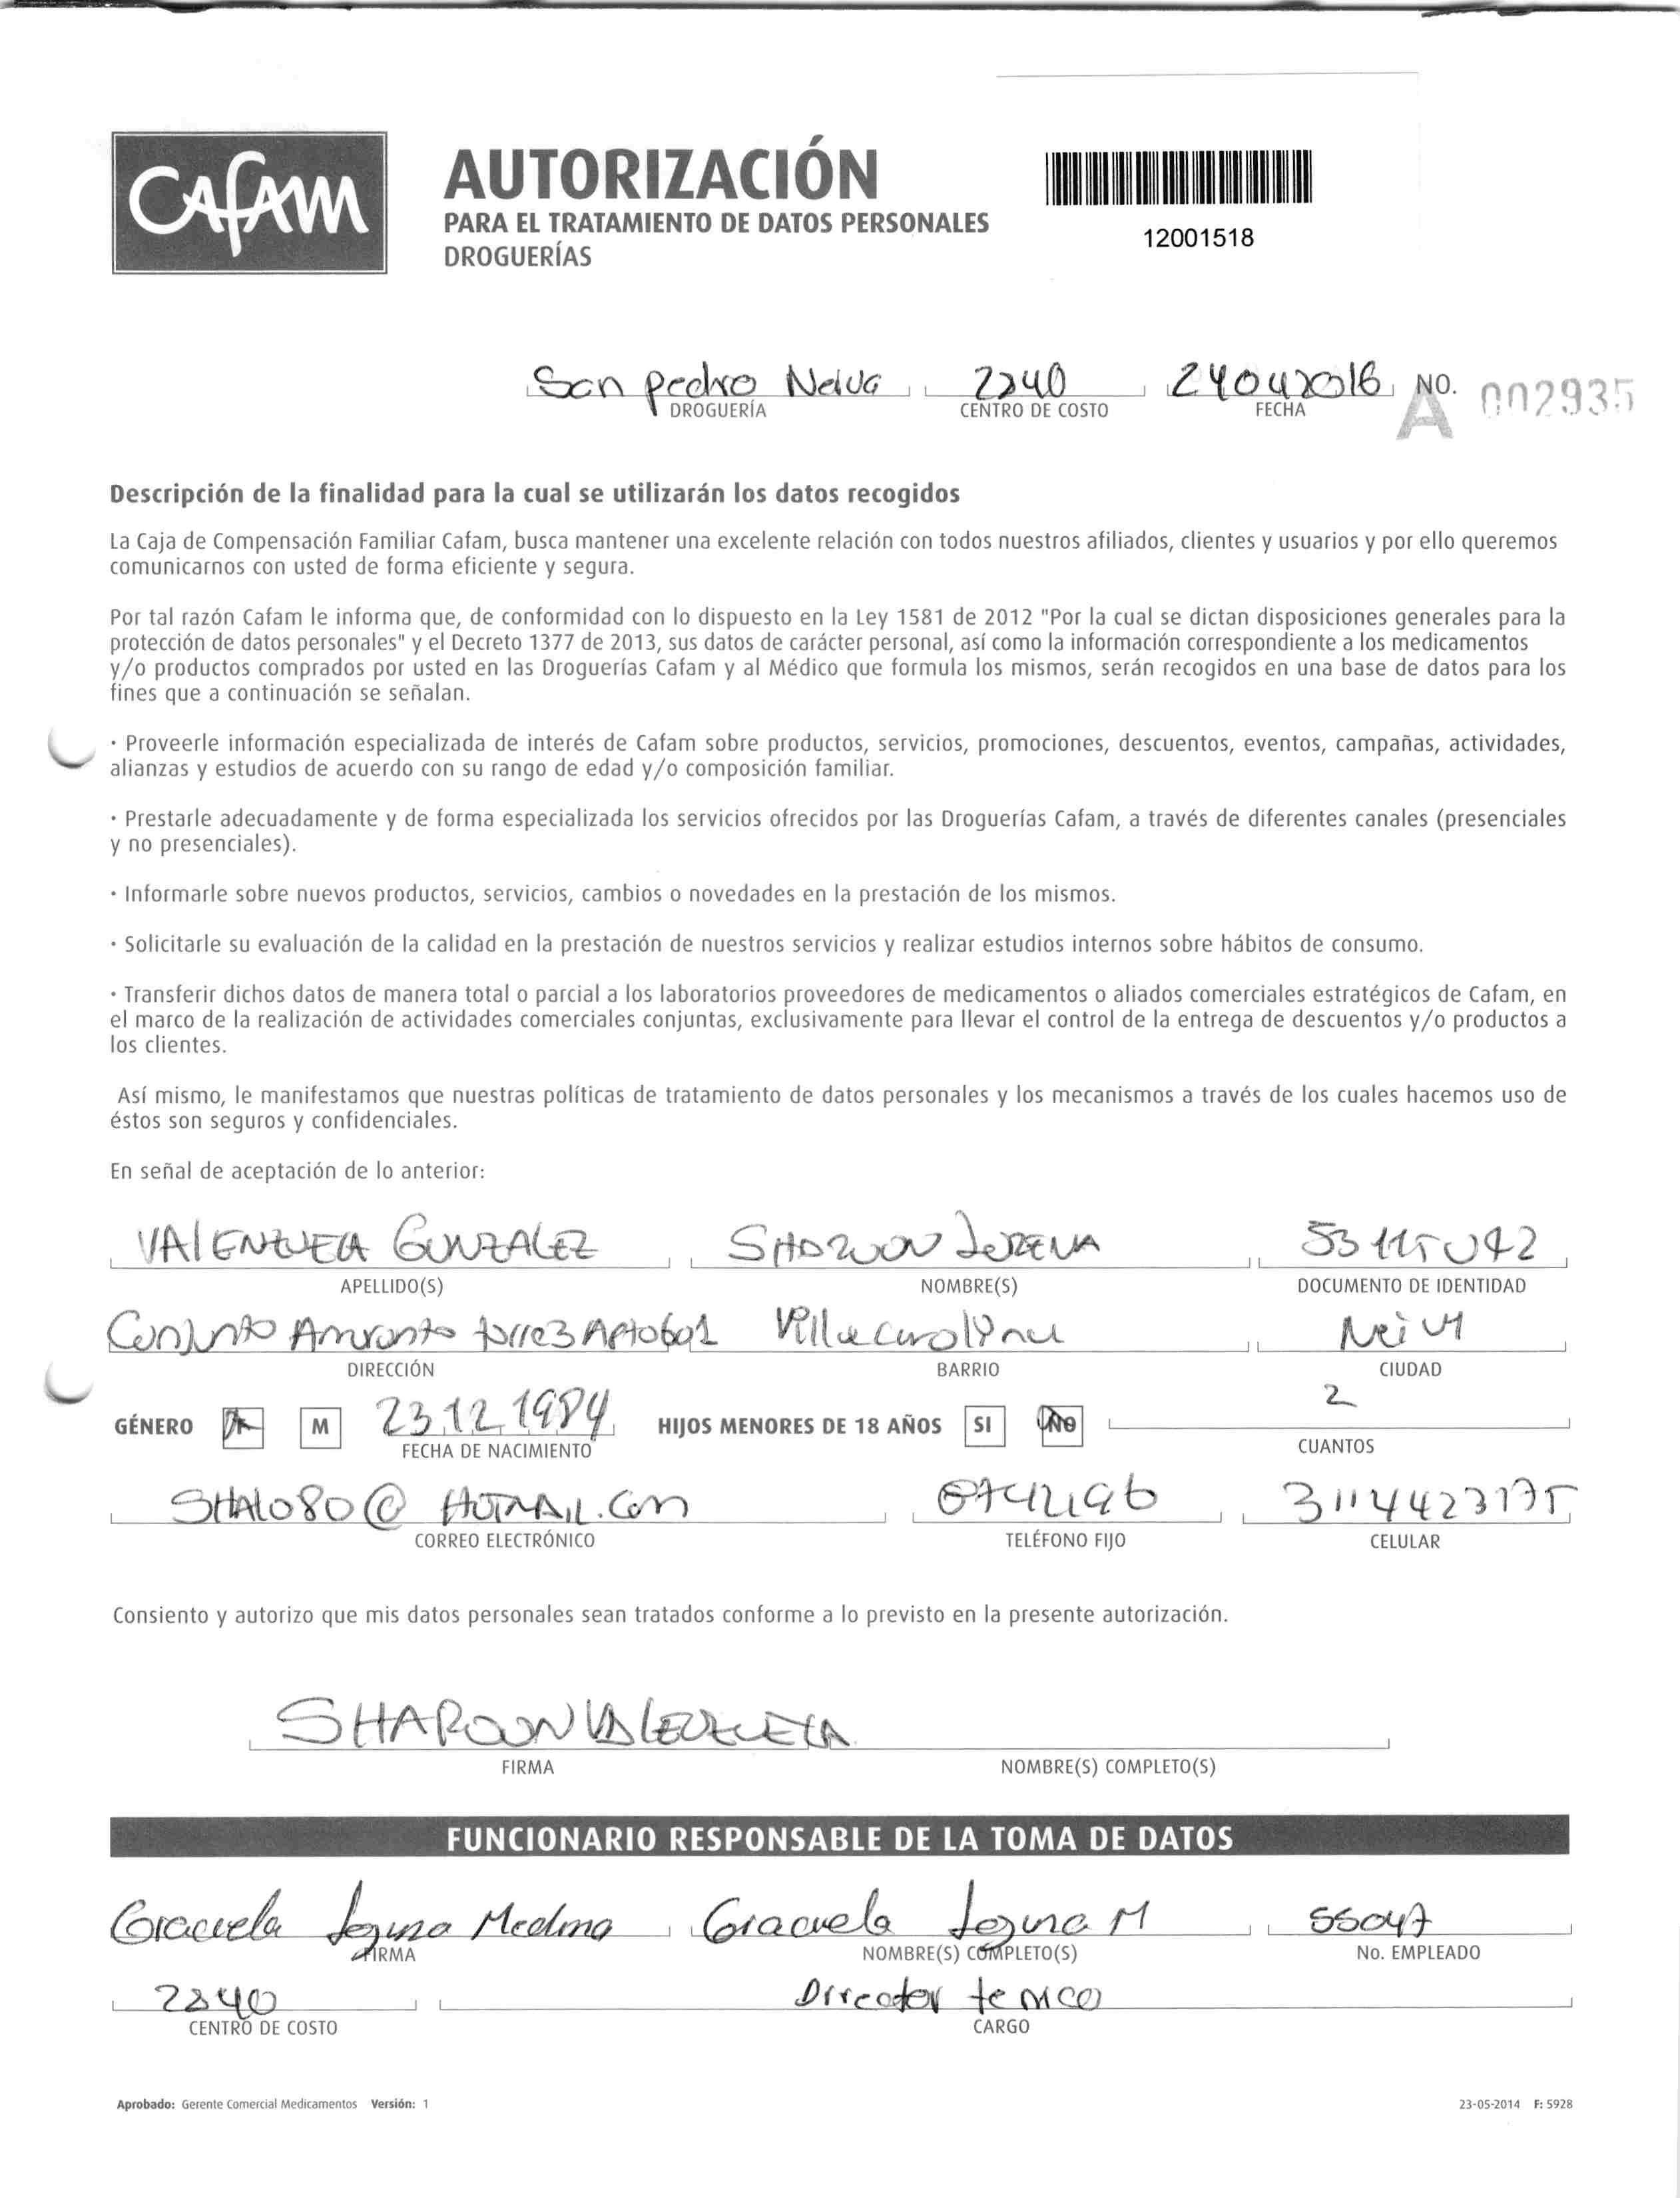 CAFAM
AUTORIZACIÓN
PARA EL TRATAMIENTO DE DATOS PERSONALES
DROGUERÍAS
12001518
San pedro Neiva 2240 24042016 NO. A 002935
DROGUERÍA CENTRO DE COSTO FECHA
Descripción de la finalidad para la cual se utilizarán los datos recogidos
La Caja de Compensación Familiar Cafam, busca mantener una excelente relación con todos nuestros afiliados, clientes y usuarios y por ello queremos
comunicarnos con usted de forma eficiente y segura.
Por tal razón Cafam le informa que, de conformidad con lo dispuesto en la Ley 1581 de 2012 "Por la cual se dictan disposiciones generales para la
protección de datos personales" y el Decreto 1377 de 2013, sus datos de carácter personal, así como la información correspondiente a los medicamentos
y/o productos comprados por usted en las Droguerías Cafam y al Médico que formula los mismos, serán recogidos en una base de datos para los
fines que a continuación se señalan.
· Proveerle información especializada de interés de Cafam sobre productos, servicios, promociones, descuentos, eventos, campañas, actividades,
alianzas y estudios de acuerdo con su rango de edad y/o composición familiar.
· Prestarle adecuadamente y de forma especializada los servicios ofrecidos por las Droguerías Cafam, a través de diferentes canales (presenciales
y no presenciales).
· Informarle sobre nuevos productos, servicios, cambios o novedades en la prestación de los mismos.
· Solicitarle su evaluación de la calidad en la prestación de nuestros servicios y realizar estudios internos sobre hábitos de consumo.
· Transferir dichos datos de manera total o parcial a los laboratorios proveedores de medicamentos o aliados comerciales estratégicos de Cafam, en
el marco de la realización de actividades comerciales conjuntas, exclusivamente para llevar el control de la entrega de descuentos y/o productos a
los clientes.
Así mismo, le manifestamos que nuestras políticas de tratamiento de datos personales y los mecanismos a través de los cuales hacemos uso de
éstos son seguros y confidenciales.
En señal de aceptación de lo anterior:
VALENZUELA GONZALEZ LORENA
APELLIDO(S) NOMBRE(S) DOCUMENTO DE IDENTIDAD
Conjunto Amaranto torre3 Apto601 Villa Carolina Neiva
DIRECCIÓN BARRIO CIUDAD
GÉNERO M 23 12 1984 HIJOS MENORES DE 18 AÑOS SI NO 2
FECHA DE NACIMIENTO CUANTOS
SHALO80@HOTMAIL.Com 3114423175
CORREO ELECTRÓNICO TELÉFONO FIJO CELULAR
Consiento y autorizo que mis datos personales sean tratados conforme a lo previsto en la presente autorización.
SHAROON VALENZUELA
FIRMA NOMBRE(S) COMPLETO(S)
FUNCIONARIO RESPONSABLE DE LA TOMA DE DATOS
Graciela Medina Graciela M 55047
FIRMA NOMBRE(S) COMPLETO(S) No. EMPLEADO
2240 Director tecnico
CENTRO DE COSTO CARGO
Aprobado: Gerente Comercial Medicamentos Versión: 1 23-05-2014 F: 5928